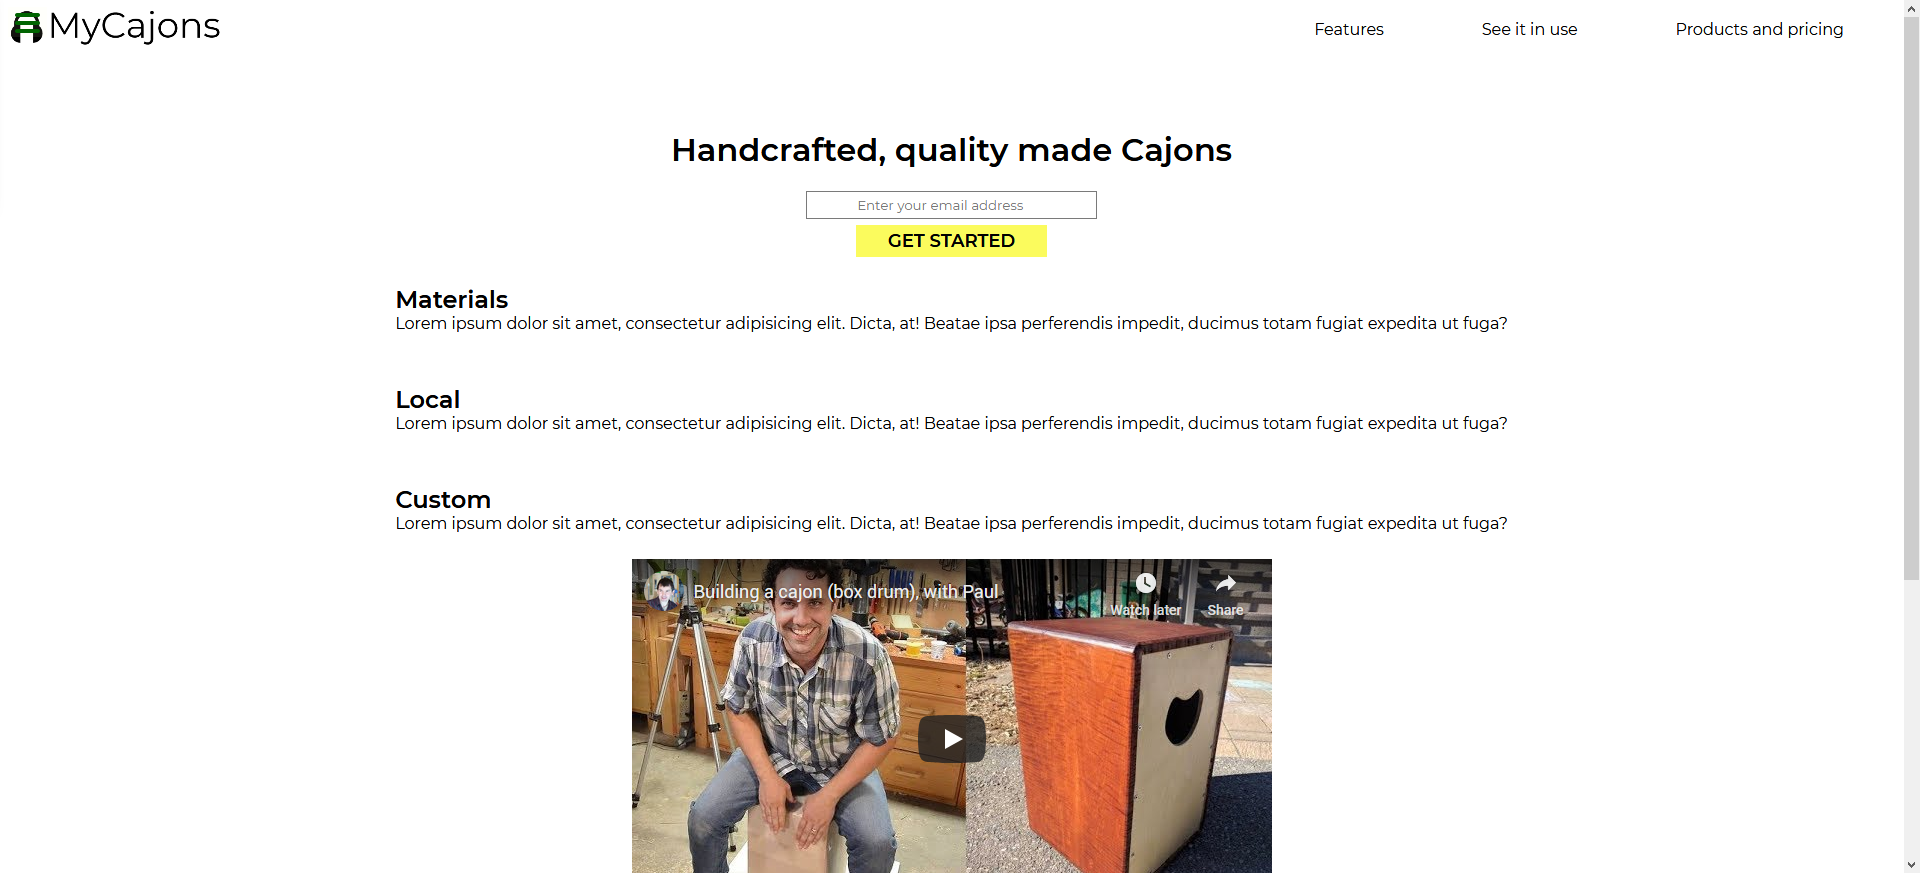 MyCajons
Features
See it in use
Products and pricing
Handcrafted, quality made Cajons
Enter your email address
GET STARTED
Materials
Lorem ipsum dolor sit amet, consectetur adipisicing elit. Dicta, at! Beatae ipsa perferendis impedit, ducimus totam fugiat expedita ut fuga?
Local
Lorem ipsum dolor sit amet, consectetur adipisicing elit. Dicta, at! Beatae ipsa perferendis impedit, ducimus totam fugiat expedita ut fuga?
Custom
Lorem ipsum dolor sit amet, consectetur adipisicing elit. Dicta, at! Beatae ipsa perferendis impedit, ducimus totam fugiat expedita ut fuga?
Building a cajon (box drum), with Paul
Watch later
Share